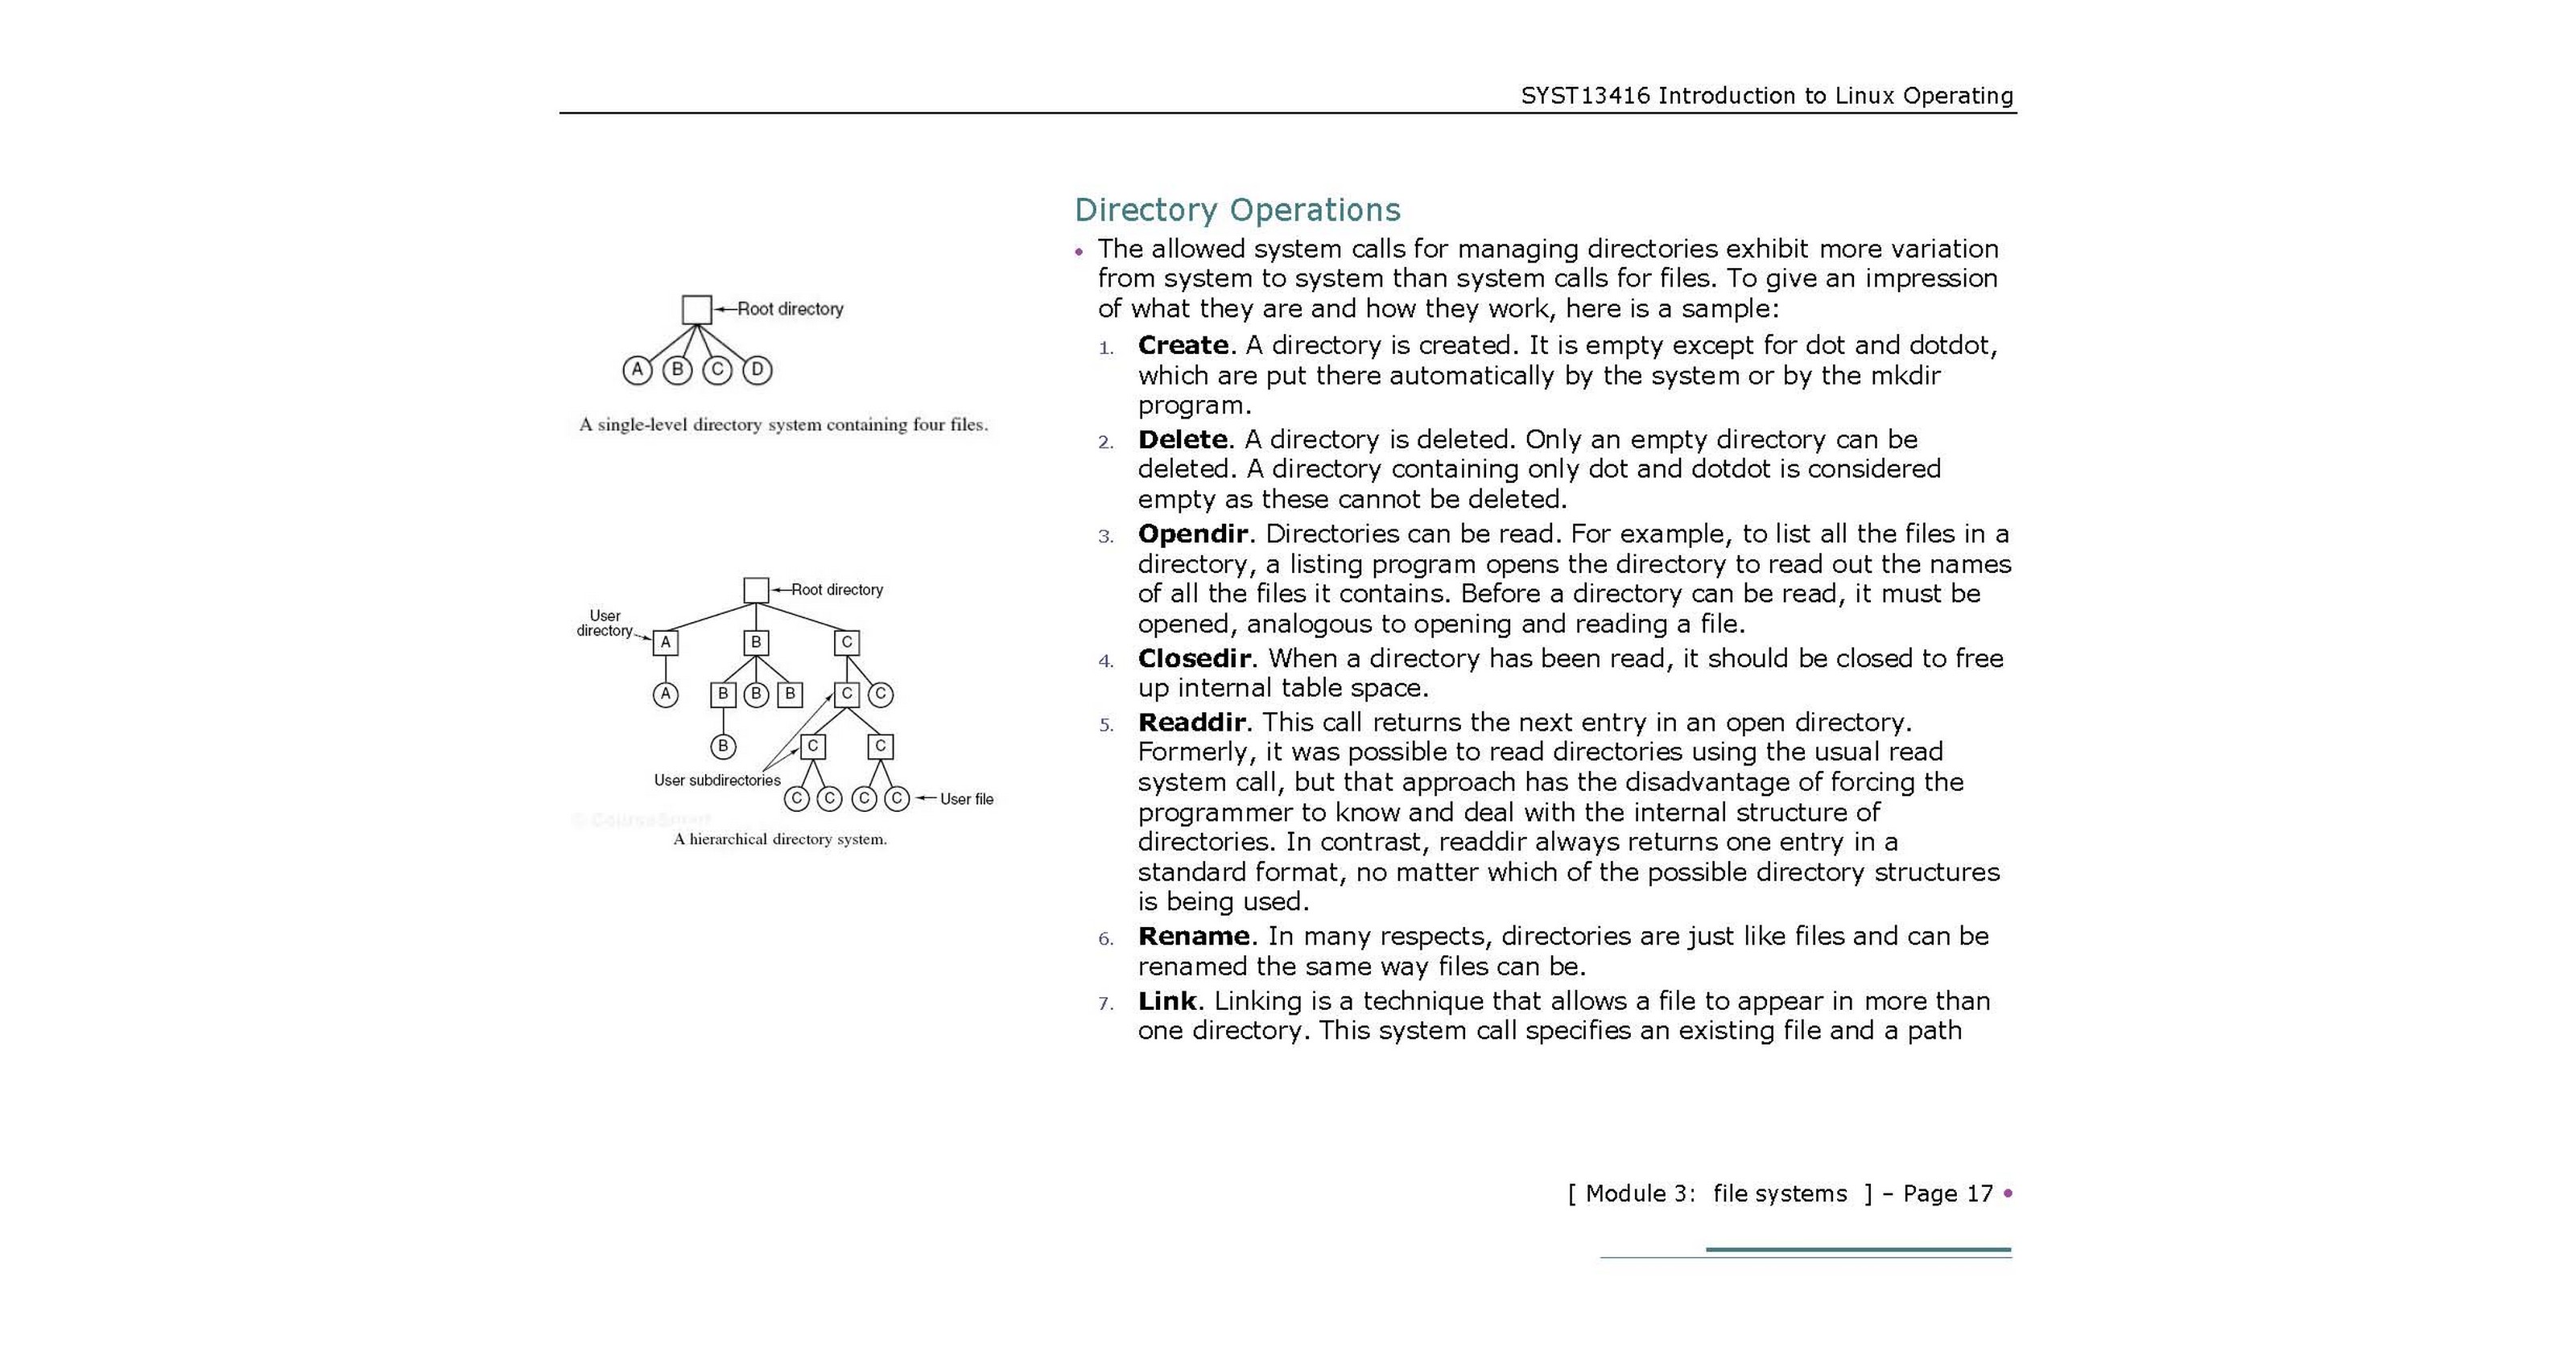 SYST13416 Introduction to Linux Operating
Root directory
A B C D
A single-level directory system containing four files.
Root directory
User
directory
A B C
A B B B C C
B C C
User subdirectories
C C C C
User file
© CourseSmart
A hierarchical directory system.
Directory Operations
• The allowed system calls for managing directories exhibit more variation
from system to system than system calls for files. To give an impression
of what they are and how they work, here is a sample:
1. Create. A directory is created. It is empty except for dot and dotdot,
which are put there automatically by the system or by the mkdir
program.
2. Delete. A directory is deleted. Only an empty directory can be
deleted. A directory containing only dot and dotdot is considered
empty as these cannot be deleted.
3. Opendir. Directories can be read. For example, to list all the files in a
directory, a listing program opens the directory to read out the names
of all the files it contains. Before a directory can be read, it must be
opened, analogous to opening and reading a file.
4. Closedir. When a directory has been read, it should be closed to free
up internal table space.
5. Readdir. This call returns the next entry in an open directory.
Formerly, it was possible to read directories using the usual read
system call, but that approach has the disadvantage of forcing the
programmer to know and deal with the internal structure of
directories. In contrast, readdir always returns one entry in a
standard format, no matter which of the possible directory structures
is being used.
6. Rename. In many respects, directories are just like files and can be
renamed the same way files can be.
7. Link. Linking is a technique that allows a file to appear in more than
one directory. This system call specifies an existing file and a path
[ Module 3: file systems ] – Page 17 •